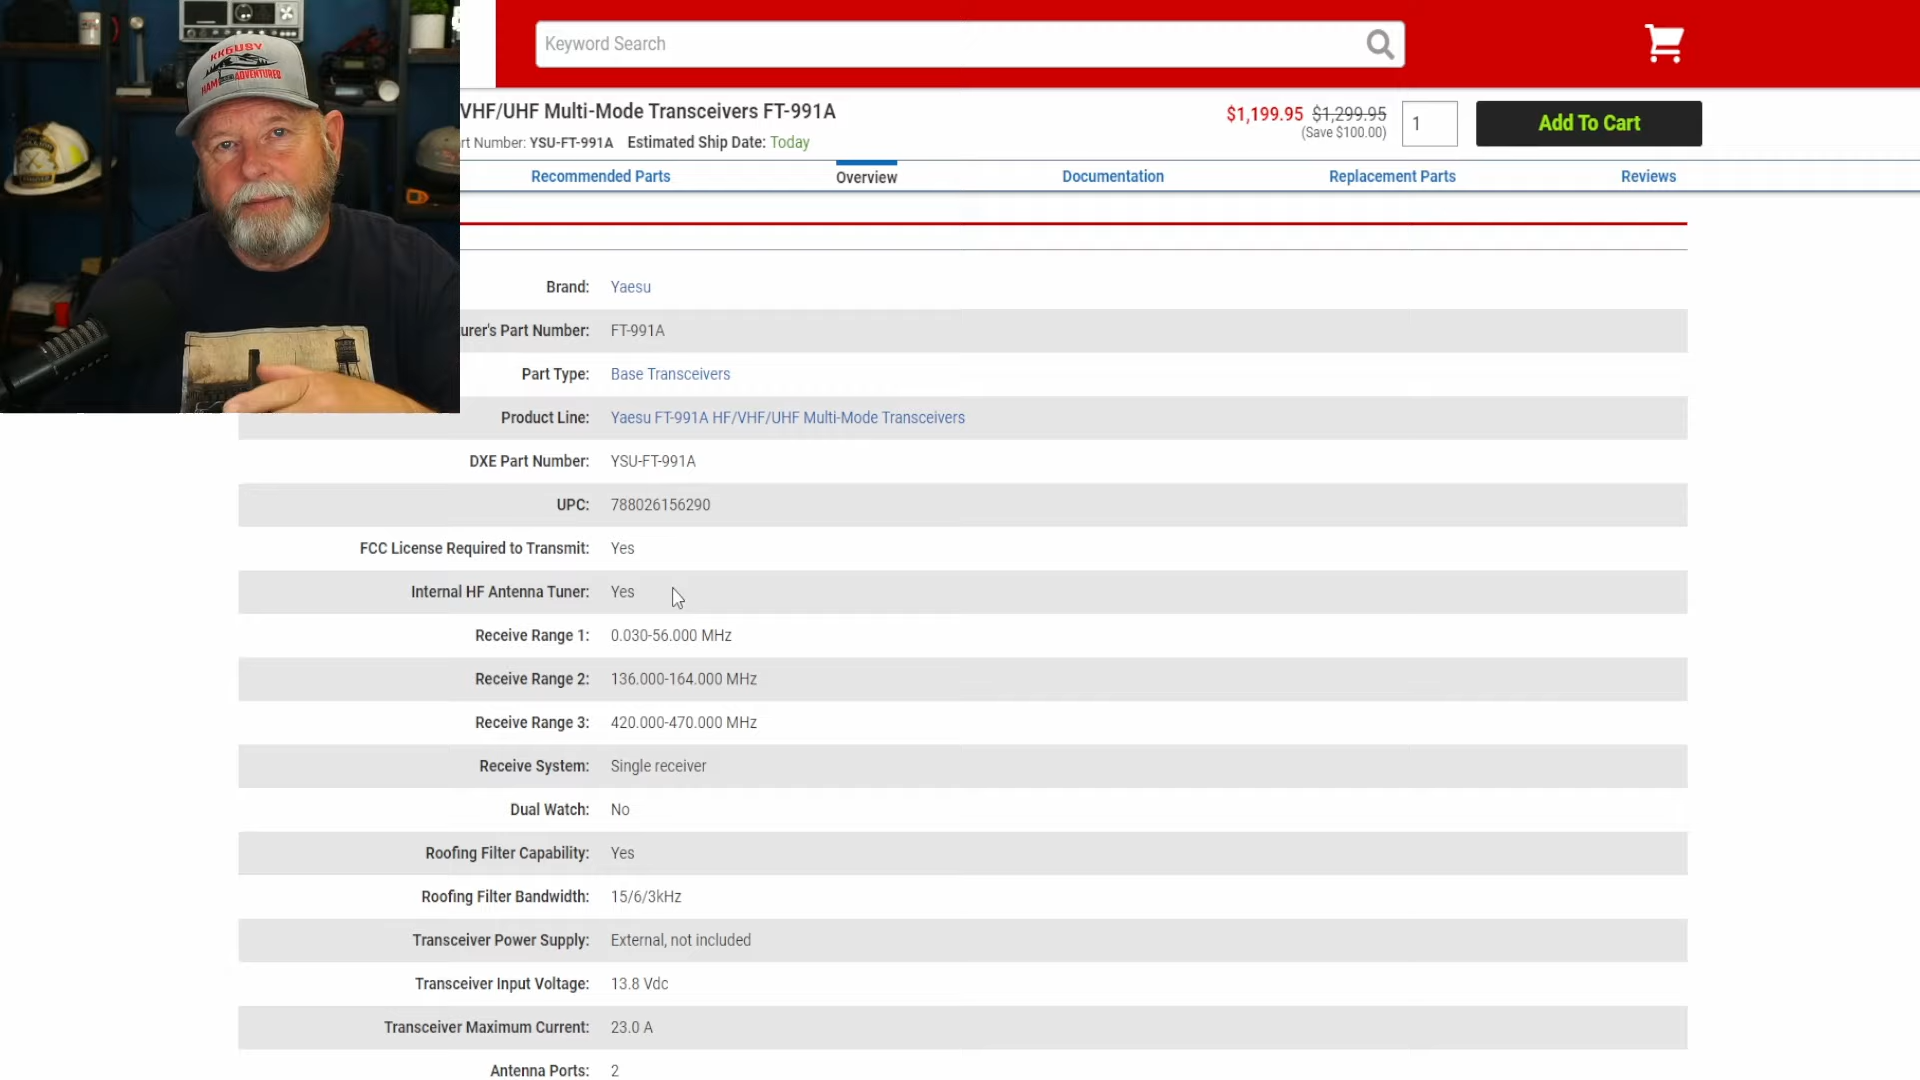 KK6USY
HAM ADVENTURES
Keyword Search
VHF/UHF Multi-Mode Transceivers FT-991A
$1,199.95 $1,299.95
(Save $100.00)
1
Add To Cart
rt Number: YSU-FT-991A Estimated Ship Date: Today
Recommended Parts Overview Documentation Replacement Parts Reviews
Brand: Yaesu
urer's Part Number: FT-991A
Part Type: Base Transceivers
Product Line: Yaesu FT-991A HF/VHF/UHF Multi-Mode Transceivers
DXE Part Number: YSU-FT-991A
UPC: 788026156290
FCC License Required to Transmit: Yes
Internal HF Antenna Tuner: Yes
Receive Range 1: 0.030-56.000 MHz
Receive Range 2: 136.000-164.000 MHz
Receive Range 3: 420.000-470.000 MHz
Receive System: Single receiver
Dual Watch: No
Roofing Filter Capability: Yes
Roofing Filter Bandwidth: 15/6/3kHz
Transceiver Power Supply: External, not included
Transceiver Input Voltage: 13.8 Vdc
Transceiver Maximum Current: 23.0 A
Antenna Ports: 2